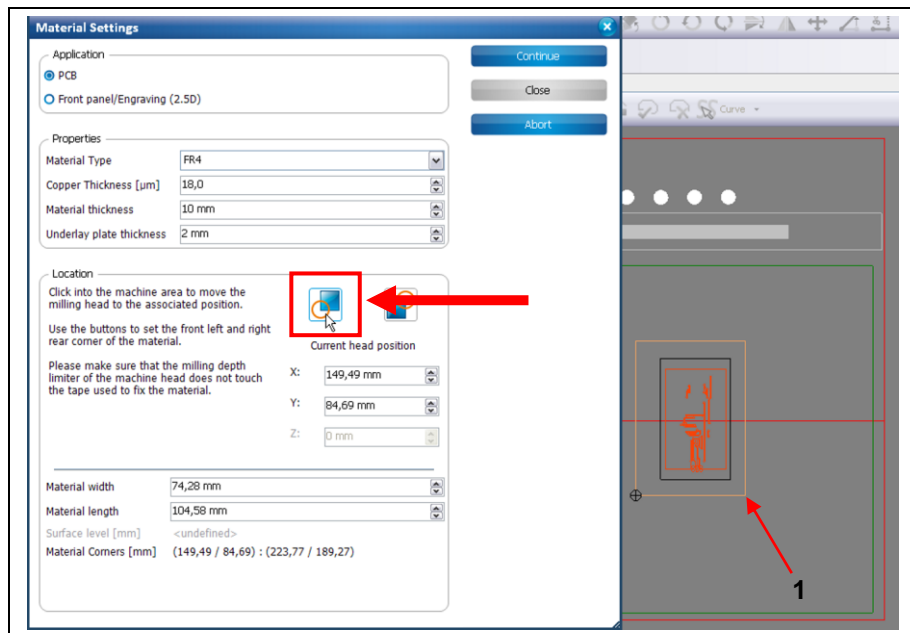 Material Settings
Application
PCB
Front panel/Engraving (2.5D)
Continue
Close
Abort
Properties
Material Type FR4
Copper Thickness [µm] 18,0
Material thickness 10 mm
Underlay plate thickness 2 mm
Location
Click into the machine area to move the
milling head to the associated position.
Use the buttons to set the front left and right
rear corner of the material.
Please make sure that the milling depth
limiter of the machine head does not touch
the tape used to fix the material.
Current head position
X: 149,49 mm
Y: 84,69 mm
Z: 0 mm
Material width 74,28 mm
Material length 104,58 mm
Surface level [mm] <undefined>
Material Corners [mm] (149,49 / 84,69) : (223,77 / 189,27)
Curve
1